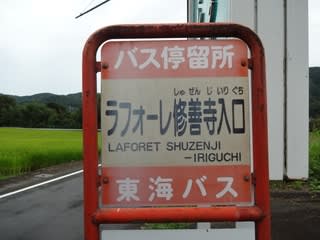 バス停留所
しゅ ぜん じ いり ぐち
ラフォーレ修善寺入口
LAFORET SHUZENJI
-IRIGUCHI
東海バス